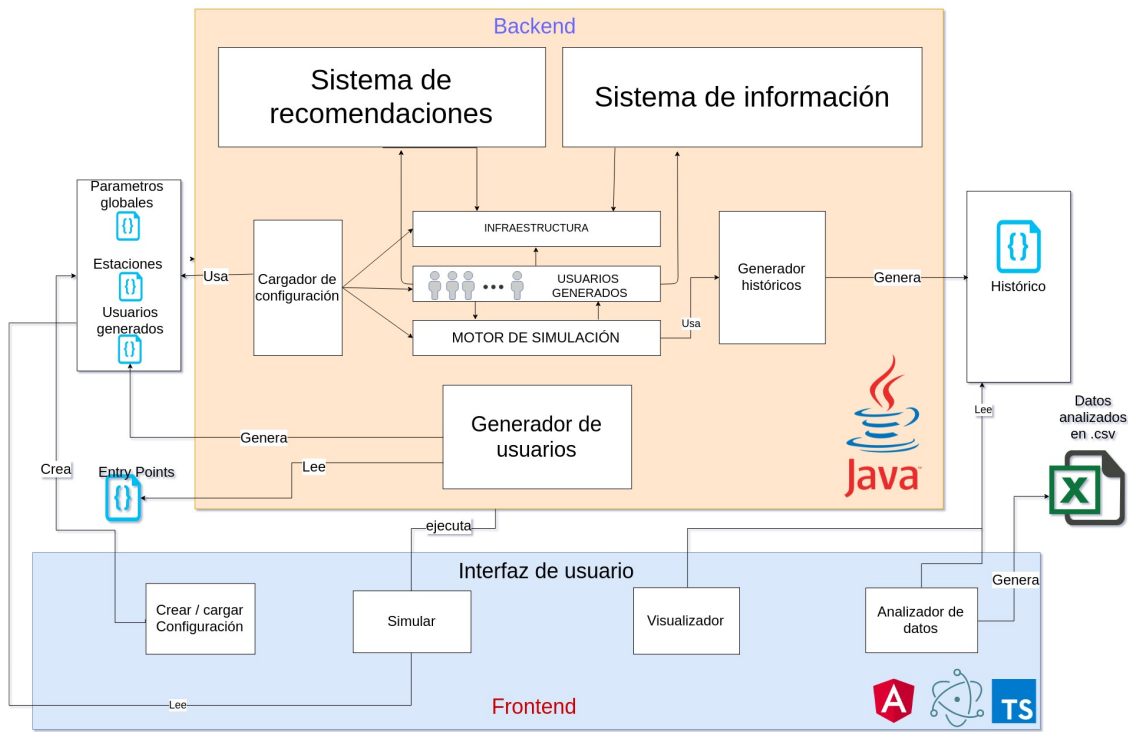 Backend
Sistema de
recomendaciones
Sistema de información
Parametros
globales
{}
Estaciones
{}
Usuarios
generados
{}
Usa
Cargador de
configuración
INFRAESTRUCTURA
USUARIOS
GENERADOS
MOTOR DE SIMULACIÓN
Usa
Generador
históricos
Genera
{}
Histórico
Generador de
usuarios
Genera
Lee
Java
Lee
Datos
analizados
en .csv
X
Crea
Entry Points
{}
ejecuta
Interfaz de usuario
Crear / cargar
Configuración
Simular
Visualizador
Analizador de
datos
Genera
Lee
Frontend
A
TS